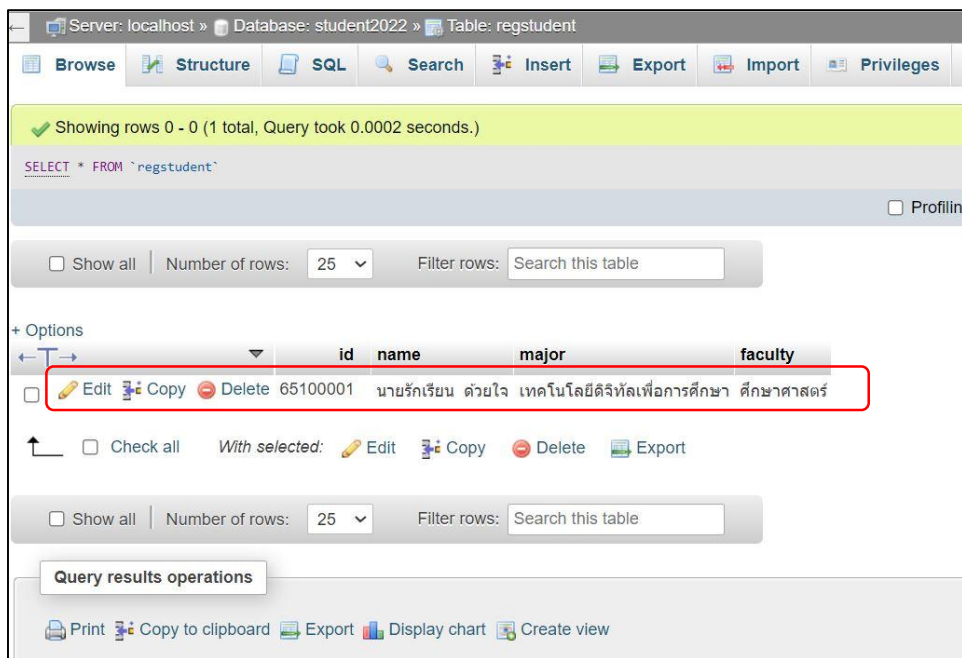 Server: localhost » Database: student2022 » Table: regstudent
Browse Structure SQL Search Insert Export Import Privileges
Showing rows 0 - 0 (1 total, Query took 0.0002 seconds.)
SELECT * FROM `regstudent`
Show all Number of rows: 25 Filter rows: Search this table
+ Options
id name major faculty
Edit Copy Delete 65100001 นายรักเรียน ด้วยใจ เทคโนโลยีดิจิทัลเพื่อการศึกษา ศึกษาศาสตร์
Check all With selected: Edit Copy Delete Export
Show all Number of rows: 25 Filter rows: Search this table
Query results operations
Print Copy to clipboard Export Display chart Create view